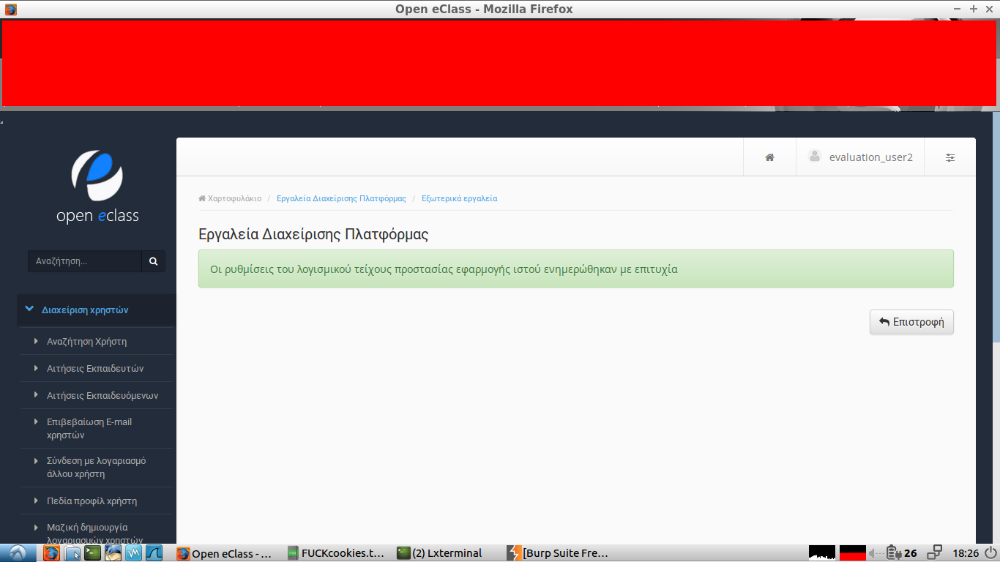 Open eClass - Mozilla Firefox
open eclass
evaluation_user2
Χαρτοφυλάκιο / Εργαλεία Διαχείρισης Πλατφόρμας / Εξωτερικά εργαλεία
Εργαλεία Διαχείρισης Πλατφόρμας
Οι ρυθμίσεις του λογισμικού τείχους προστασίας εφαρμογής ιστού ενημερώθηκαν με επιτυχία
Επιστροφή
Αναζήτηση...
Διαχείριση χρηστών
Αναζήτηση Χρήστη
Αιτήσεις Εκπαιδευτών
Αιτήσεις Εκπαιδευόμενων
Επιβεβαίωση E-mail
χρηστών
Σύνδεση με λογαριασμό
άλλου χρήστη
Πεδία προφίλ χρήστη
Μαζική δημιουργία
λογαριασμών χρηστών
Open eClass - ... FUCKcookies.t... (2) Lxterminal [Burp Suite Fre... 26 18:26